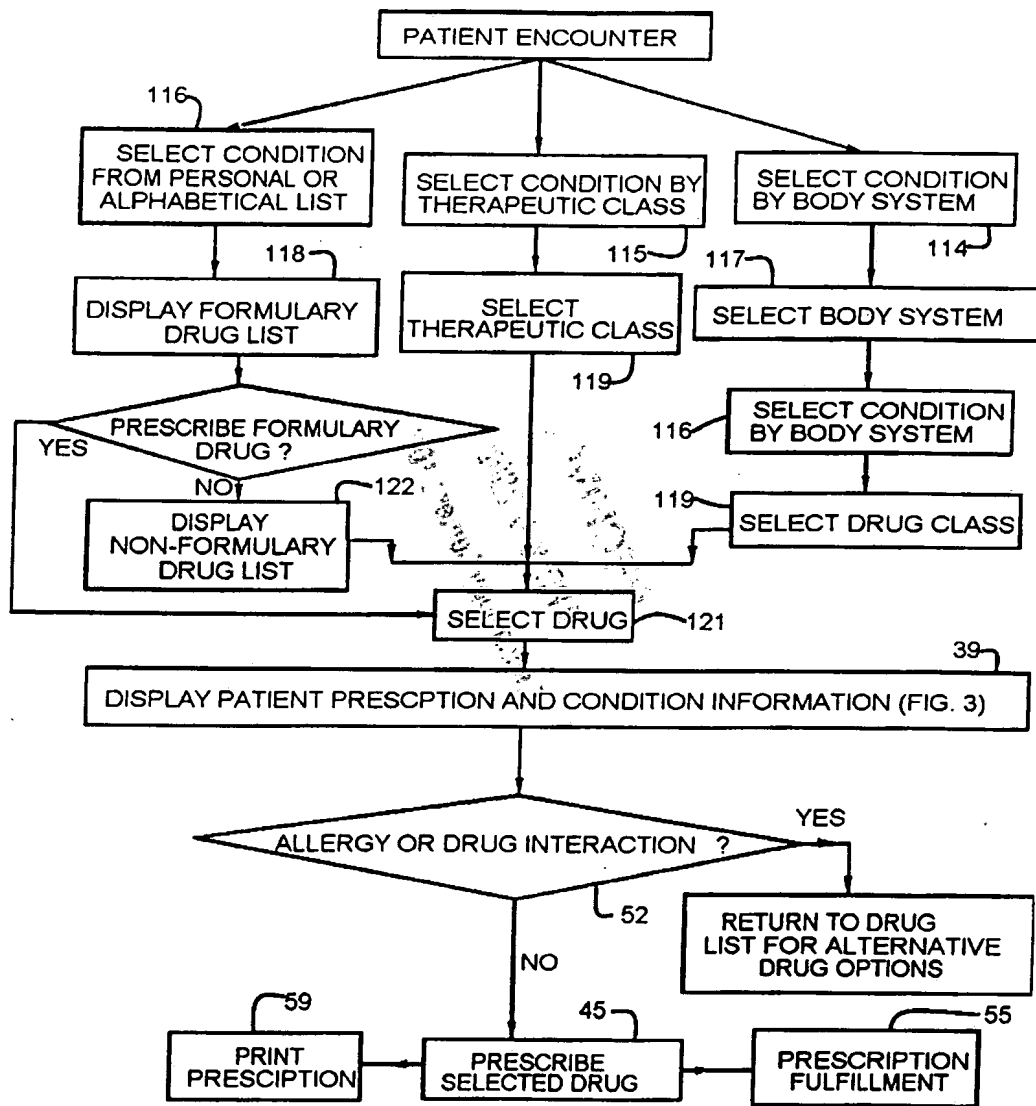 PATIENT ENCOUNTER
116
SELECT CONDITION
FROM PERSONAL OR
ALPHABETICAL LIST
SELECT CONDITION BY
THERAPEUTIC CLASS
115
SELECT CONDITION
BY BODY SYSTEM
114
118
DISPLAY FORMULARY
DRUG LIST
SELECT
THERAPEUTIC CLASS
119
117
SELECT BODY SYSTEM
PRESCRIBE FORMULARY
DRUG ?
YES
NO
116
SELECT CONDITION
BY BODY SYSTEM
122
DISPLAY
NON-FORMULARY
DRUG LIST
119
SELECT DRUG CLASS
SELECT DRUG
121
39
DISPLAY PATIENT PRESCPTION AND CONDITION INFORMATION (FIG. 3)
ALLERGY OR DRUG INTERACTION ?
YES
52
NO
RETURN TO DRUG
LIST FOR ALTERNATIVE
DRUG OPTIONS
59
PRINT
PRESCIPTION
45
PRESCRIBE
SELECTED DRUG
55
PRESCRIPTION
FULFILLMENT